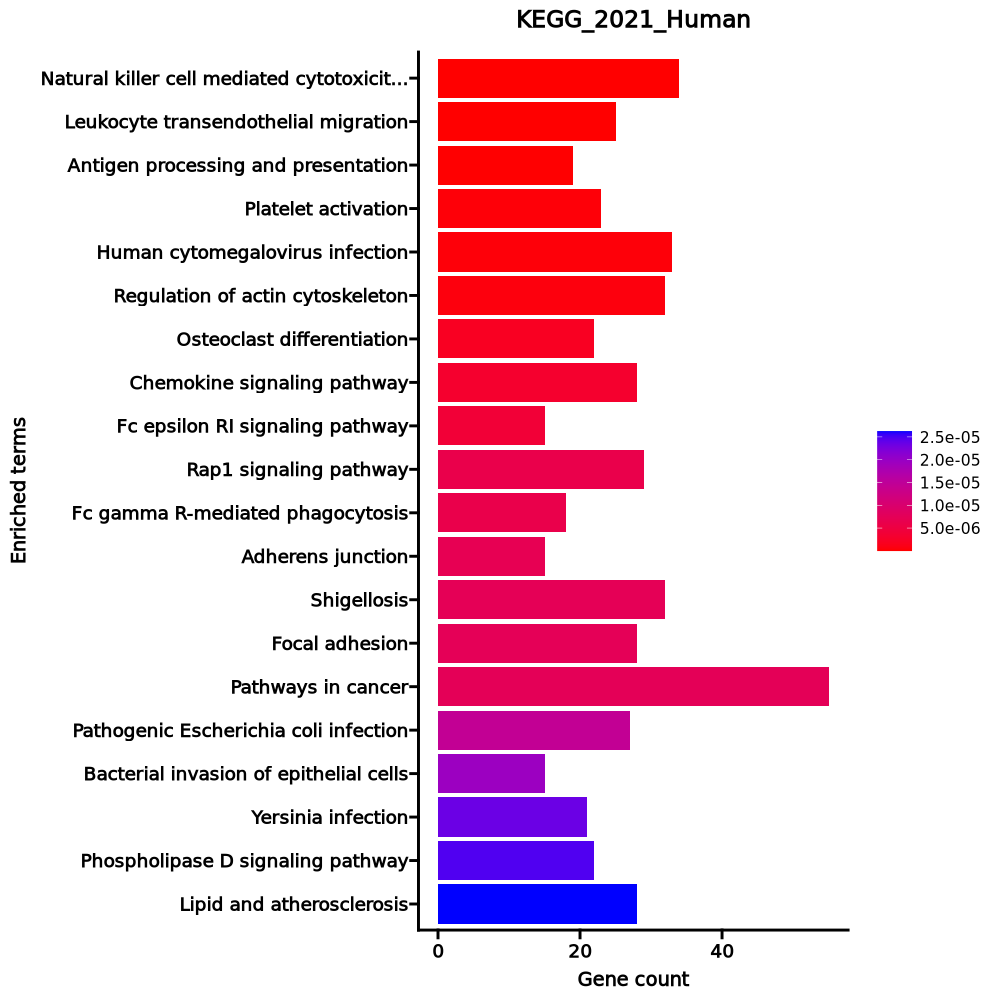 KEGG_2021_Human
Natural killer cell mediated cytotoxicit...
Leukocyte transendothelial migration
Antigen processing and presentation
Platelet activation
Human cytomegalovirus infection
Regulation of actin cytoskeleton
Osteoclast differentiation
Chemokine signaling pathway
Fc epsilon RI signaling pathway
Rap1 signaling pathway
Fc gamma R-mediated phagocytosis
Adherens junction
Shigellosis
Focal adhesion
Pathways in cancer
Pathogenic Escherichia coli infection
Bacterial invasion of epithelial cells
Yersinia infection
Phospholipase D signaling pathway
Lipid and atherosclerosis
Enriched terms
0 20 40
Gene count
2.5e-05
2.0e-05
1.5e-05
1.0e-05
5.0e-06